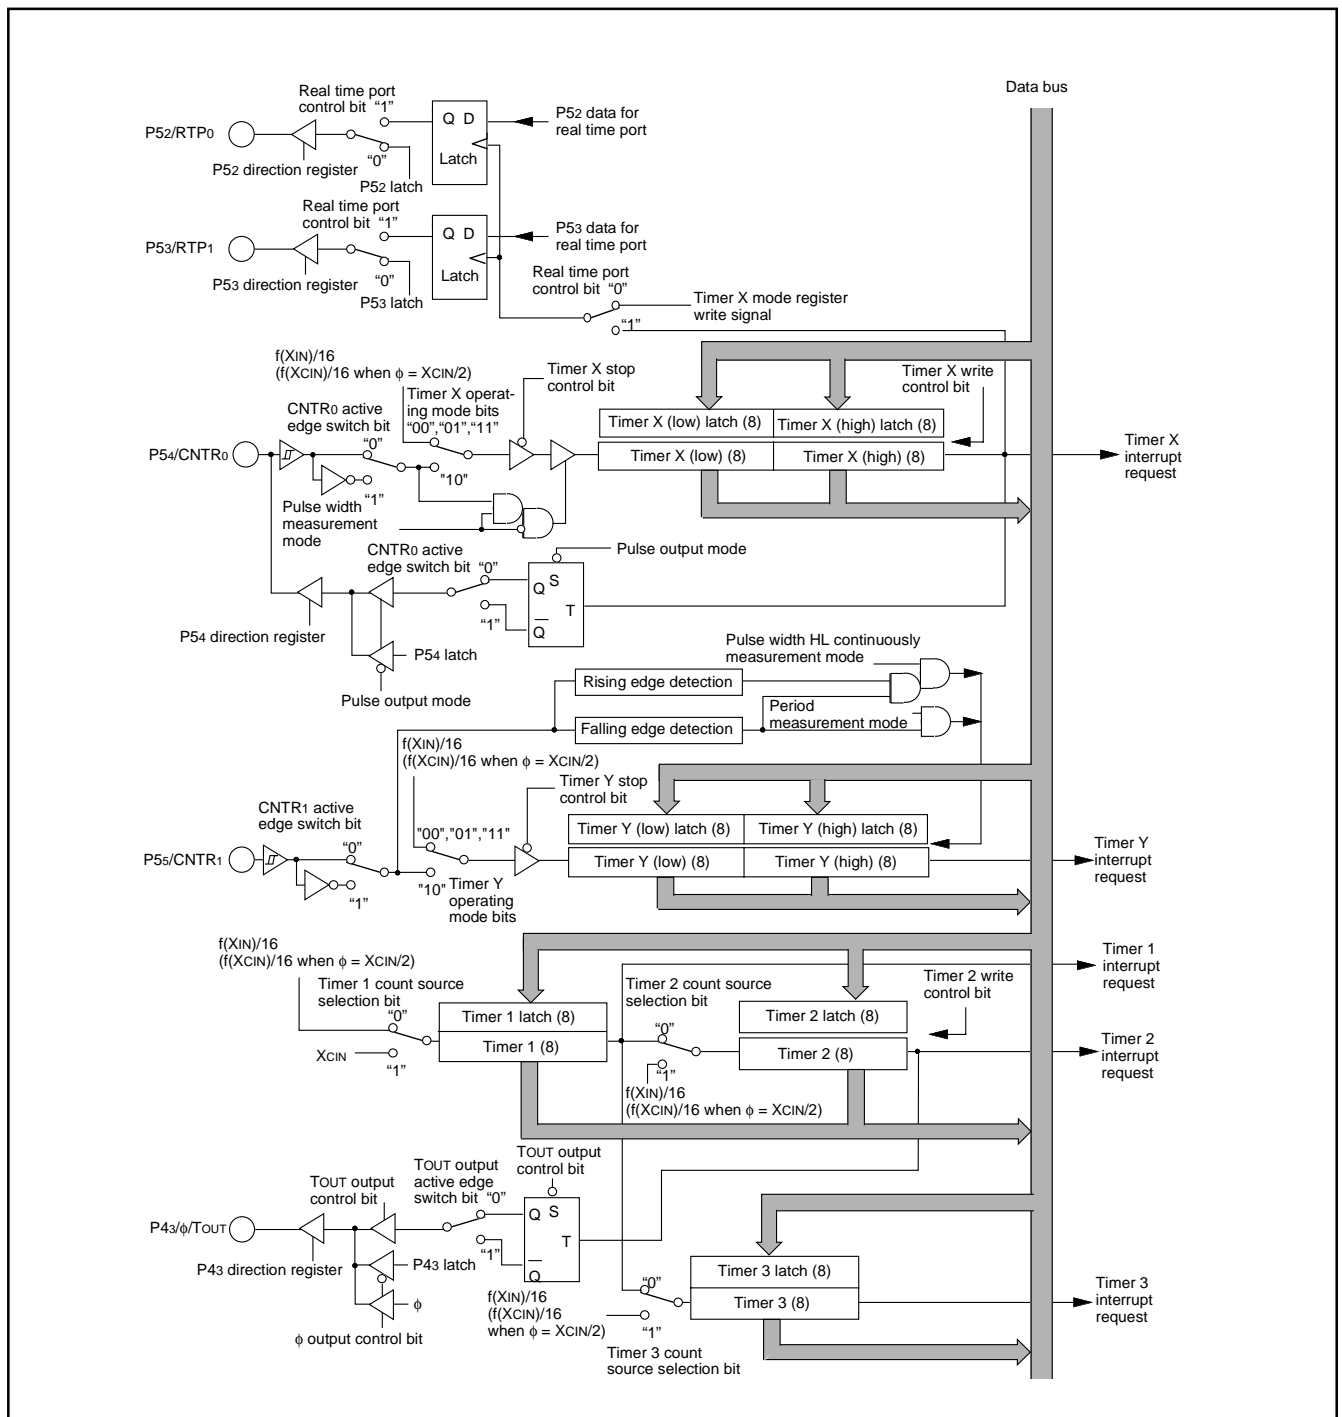 Data bus
Real time port
control bit “1”
P52/RTP0
Q D
Latch
P52 data for
real time port
“0”
P52 direction register
P52 latch
Real time port
control bit “1”
P53/RTP1
Q D
Latch
P53 data for
real time port
“0”
P53 direction register
P53 latch
Real time port
control bit “0”
Timer X mode register
write signal
“1”
f(XIN)/16
(f(XCIN)/16 when ϕ = XCIN/2)
Timer X stop
control bit
Timer X write
control bit
Timer X operat-
ing mode bits
“00”,“01”,“11”
CNTR0 active
edge switch bit
“0”
P54/CNTR0
“10”
“1”
Timer X (low) latch (8)
Timer X (high) latch (8)
Timer X (low) (8)
Timer X (high) (8)
Timer X
interrupt
request
Pulse width
measurement
mode
CNTR0 active
edge switch bit “0”
Pulse output mode
Q S
T
Q
“1”
P54 direction register
P54 latch
Pulse output mode
Pulse width HL continuously
measurement mode
Rising edge detection
Period
measurement mode
Falling edge detection
f(XIN)/16
(f(XCIN)/16 when ϕ = XCIN/2)
Timer Y stop
control bit
CNTR1 active
edge switch bit
“0”
"00","01","11"
P55/CNTR1
“1”
"10"
Timer Y
operating
mode bits
Timer Y (low) latch (8)
Timer Y (high) latch (8)
Timer Y (low) (8)
Timer Y (high) (8)
Timer Y
interrupt
request
f(XIN)/16
(f(XCIN)/16 when ϕ = XCIN/2)
Timer 1 count source
selection bit
“0”
XCIN
“1”
Timer 1 latch (8)
Timer 1 (8)
Timer 2 count source
selection bit
“0”
“1”
f(XIN)/16
(f(XCIN)/16 when ϕ = XCIN/2)
Timer 2 write
control bit
Timer 2 latch (8)
Timer 2 (8)
Timer 1
interrupt
request
Timer 2
interrupt
request
TOUT output
control bit
TOUT output
active edge
switch bit “0”
TOUT output
control bit
P43/ϕ/TOUT
Q S
T
Q
“1”
P43 direction register
P43 latch
ϕ
ϕ output control bit
f(XIN)/16
(f(XCIN)/16
when ϕ = XCIN/2)
“0”
“1”
Timer 3 count
source selection bit
Timer 3 latch (8)
Timer 3 (8)
Timer 3
interrupt
request